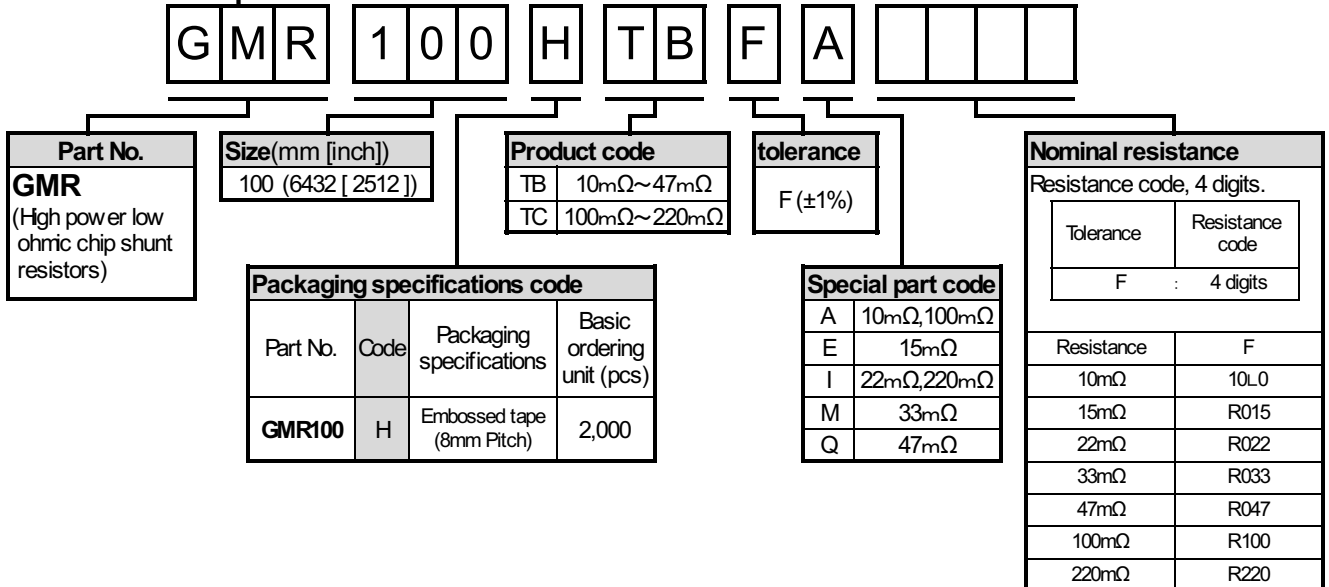 GMR 100 H TB F A
Part No.
GMR
(High power low
ohmic chip shunt
resistors)
Size(mm [inch])
100 (6432 [ 2512 ])
Product code
TB 10mΩ~47mΩ
TC 100mΩ~220mΩ
tolerance
F (±1%)
Packaging specifications code
Part No. Code Packaging specifications Basic ordering unit (pcs)
GMR100 H Embossed tape (8mm Pitch) 2,000
Special part code
A 10mΩ,100mΩ
E 15mΩ
I 22mΩ,220mΩ
M 33mΩ
Q 47mΩ
Nominal resistance
Resistance code, 4 digits.
Tolerance Resistance code
F : 4 digits
Resistance F
10mΩ 10L0
15mΩ R015
22mΩ R022
33mΩ R033
47mΩ R047
100mΩ R100
220mΩ R220